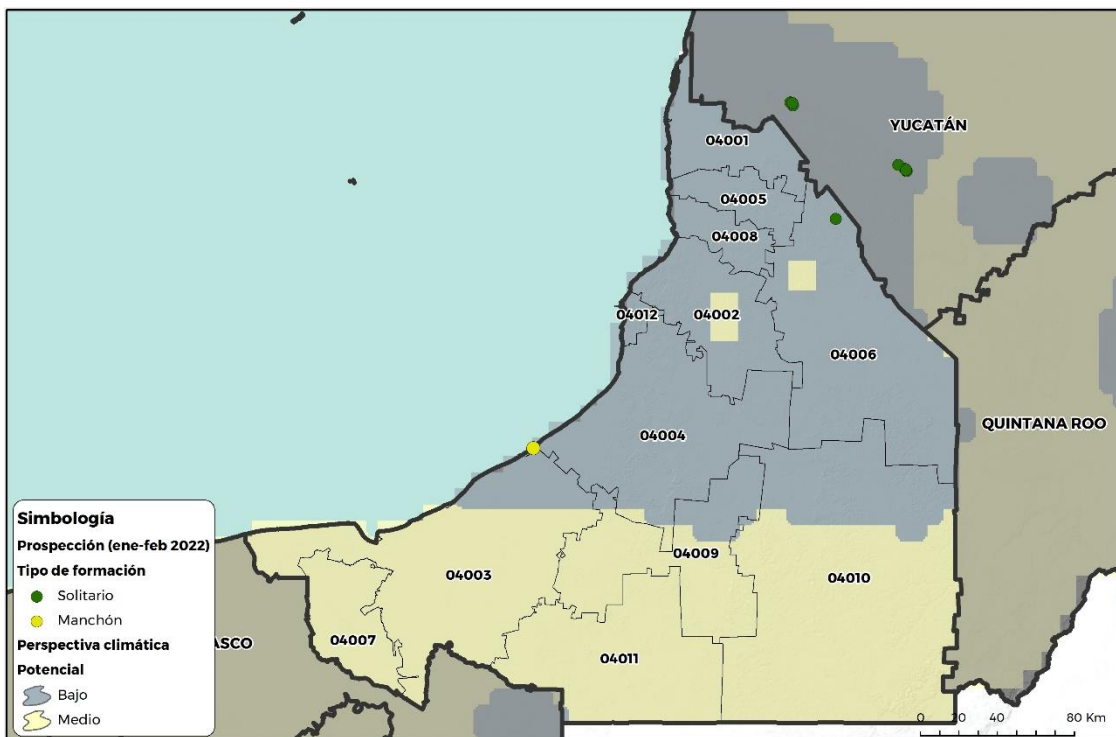 YUCATÁN
04001
04005
04008
04012
04002
04006
QUINTANA ROO
04004
04009
04010
04003
04007
04011
ASCO
Simbología
Prospección (ene-feb 2022)
Tipo de formación
Solitario
Manchón
Perspectiva climática
Potencial
Bajo
Medio
0 20 40 80 Km